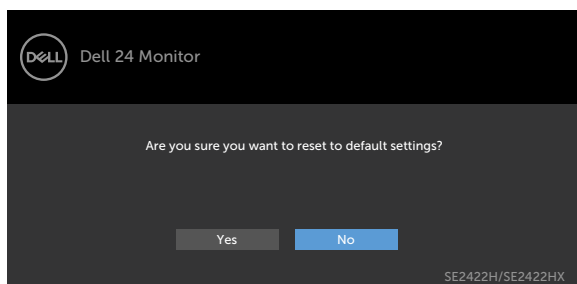 DELL
Dell 24 Monitor
Are you sure you want to reset to default settings?
Yes No
SE2422H/SE2422HX